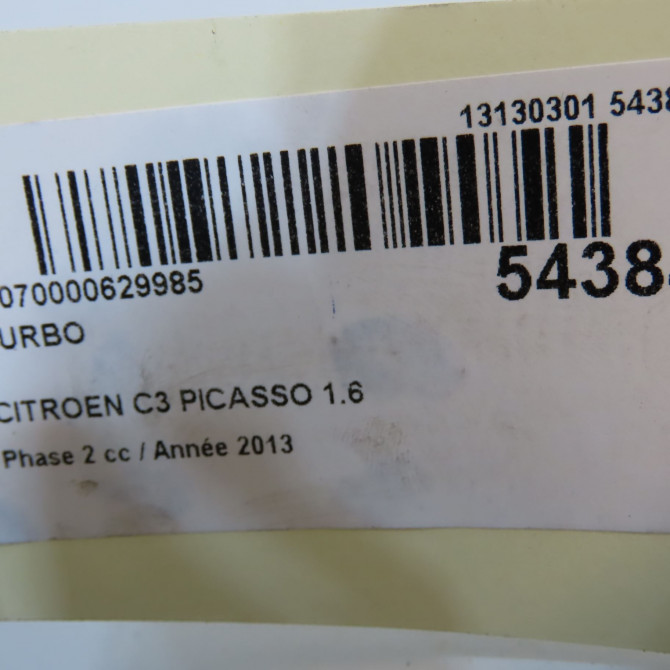 13130301 5438
070000629985
5438
URBO
CITROEN C3 PICASSO 1.6
Phase 2 cc / Année 2013